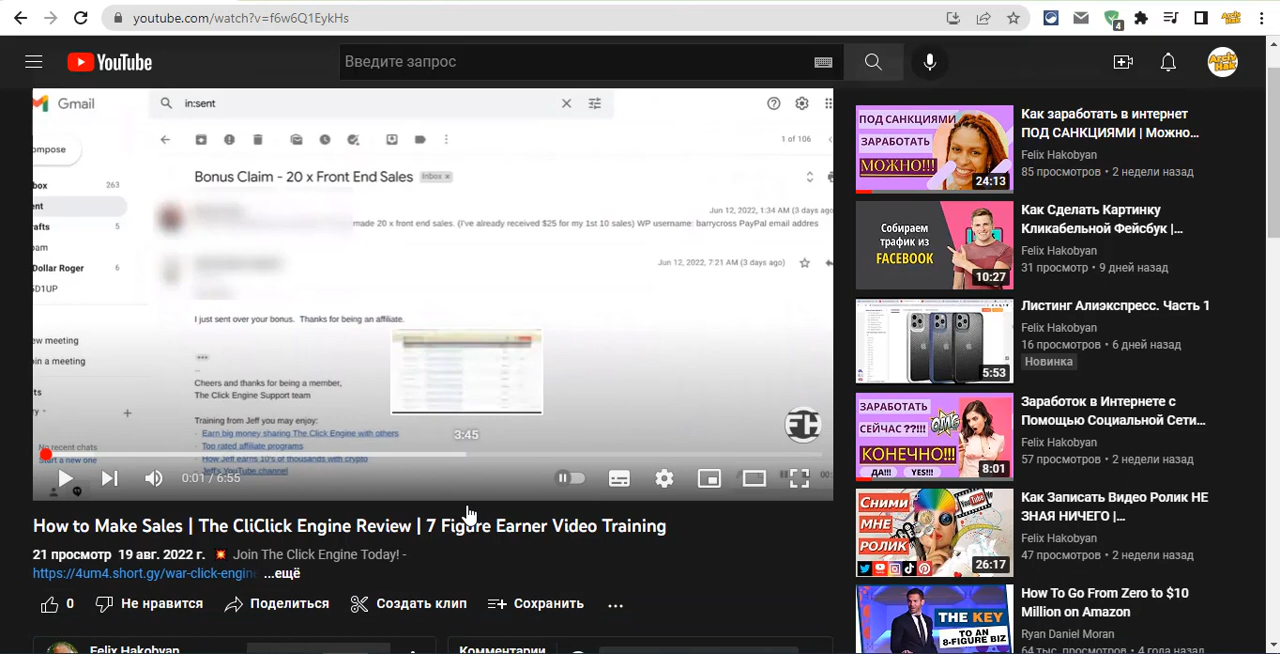 youtube.com/watch?v=f6w6Q1EykHs
4
Archy
Hak
YouTube
Введите запрос
Archy
Hak
Gmail
in:sent
ompose
1 of 106
Bonus Claim - 20 x Front End Sales
Inbox x
box 263
ent
Jun 12, 2022, 1:34 AM (3 days ago
afts 5
made 20 x front end sales. (I've already received $25 for my 1st 10 sales) WP username: barrycross PayPal email addres
pam
Jun 12, 2022, 7:21 AM (3 days ago)
Dollar Roger 6
6D1UP
I just sent over your bonus. Thanks for being an affiliate.
ew meeting
oin a meeting
Cheers and thanks for being a member,
The Click Engine Support team
ts
Training from Jeff you may enjoy:
Earn big money sharing The Click Engine with others
Top rated affiliate programs
How Jeff earns 10's of thousands with crypto
Jeff's YouTube channel
No recent chats
Start a new one
FH
3:45
0:01 / 6:55
How to Make Sales | The CliClick Engine Review | 7 Figure Earner Video Training
21 просмотр 19 авг. 2022 г. 💥 Join The Click Engine Today! -
https://4um4.short.gy/war-click-engine ...ещё
0 Не нравится Поделиться Создать клип Сохранить ...
Felix Hakobyan
Комментарии
ПОД САНКЦИЯМИ
ЗАРАБОТАТЬ
МОЖНО!!!
24:13
Как заработать в интернет
ПОД САНКЦИЯМИ | Можно...
Felix Hakobyan
85 просмотров • 2 недели назад
Собираем
трафик из
FACEBOOK
10:27
Как Сделать Картинку
Кликабельной Фейсбук |...
Felix Hakobyan
31 просмотр • 9 дней назад
5:53
Листинг Алиэкспресс. Часть 1
Felix Hakobyan
16 просмотров • 6 дней назад
Новинка
ЗАРАБОТАТЬ
СЕЙЧАС ??!!!
OMG
КОНЕЧНО!!!
ДА!!! YES!!!
8:01
Заработок в Интернете с
Помощью Социальной Сети...
Felix Hakobyan
57 просмотров • 2 недели назад
Сними
МНЕ
РОЛИК
26:17
Как Записать Видео Ролик НЕ
ЗНАЯ НИЧЕГО |...
Felix Hakobyan
47 просмотров • 2 недели назад
THE KEY
TO AN
8-FIGURE BIZ
How To Go From Zero to $10
Million on Amazon
Ryan Daniel Moran
64 тыс. просмотров • 4 года назад